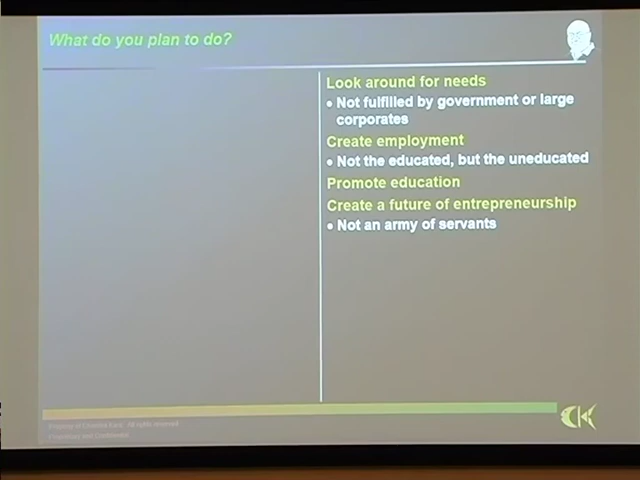 What do you plan to do?
Look around for needs
• Not fulfilled by government or large
corporates
Create employment
• Not the educated, but the uneducated
Promote education
Create a future of entrepreneurship
• Not an army of servants
CK